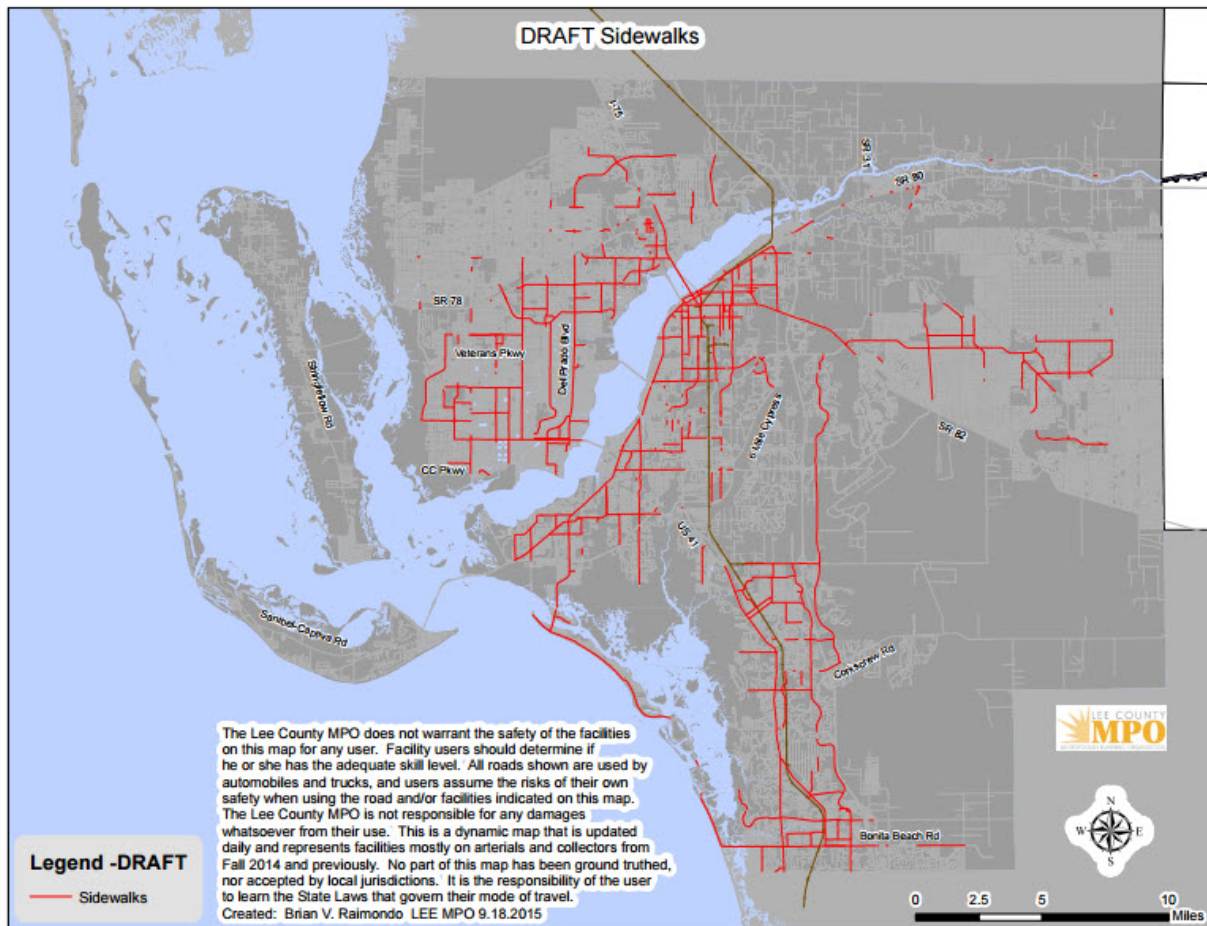 DRAFT Sidewalks
I-75
SR 31
SR 80
SR 78
Veterans Pkwy
Del Prado Blvd
Stringfellow Rd
6 Mile Cypress
SR 82
CC Pkwy
US 41
Sanibel-Captiva Rd
Corkscrew Rd
LEE COUNTY
MPO
The Lee County MPO does not warrant the safety of the facilities
on this map for any user. Facility users should determine if
he or she has the adequate skill level. All roads shown are used by
automobiles and trucks, and users assume the risks of their own
safety when using the road and/or facilities indicated on this map.
The Lee County MPO is not responsible for any damages
whatsoever from their use. This is a dynamic map that is updated
daily and represents facilities mostly on arterials and collectors from
Fall 2014 and previously. No part of this map has been ground truthed,
nor accepted by local jurisdictions. It is the responsibility of the user
to learn the State Laws that govern their mode of travel.
Created: Brian V. Raimondo LEE MPO 9.18.2015
N
W
E
S
Bonita Beach Rd
Legend -DRAFT
Sidewalks
0 2.5 5 10
Miles